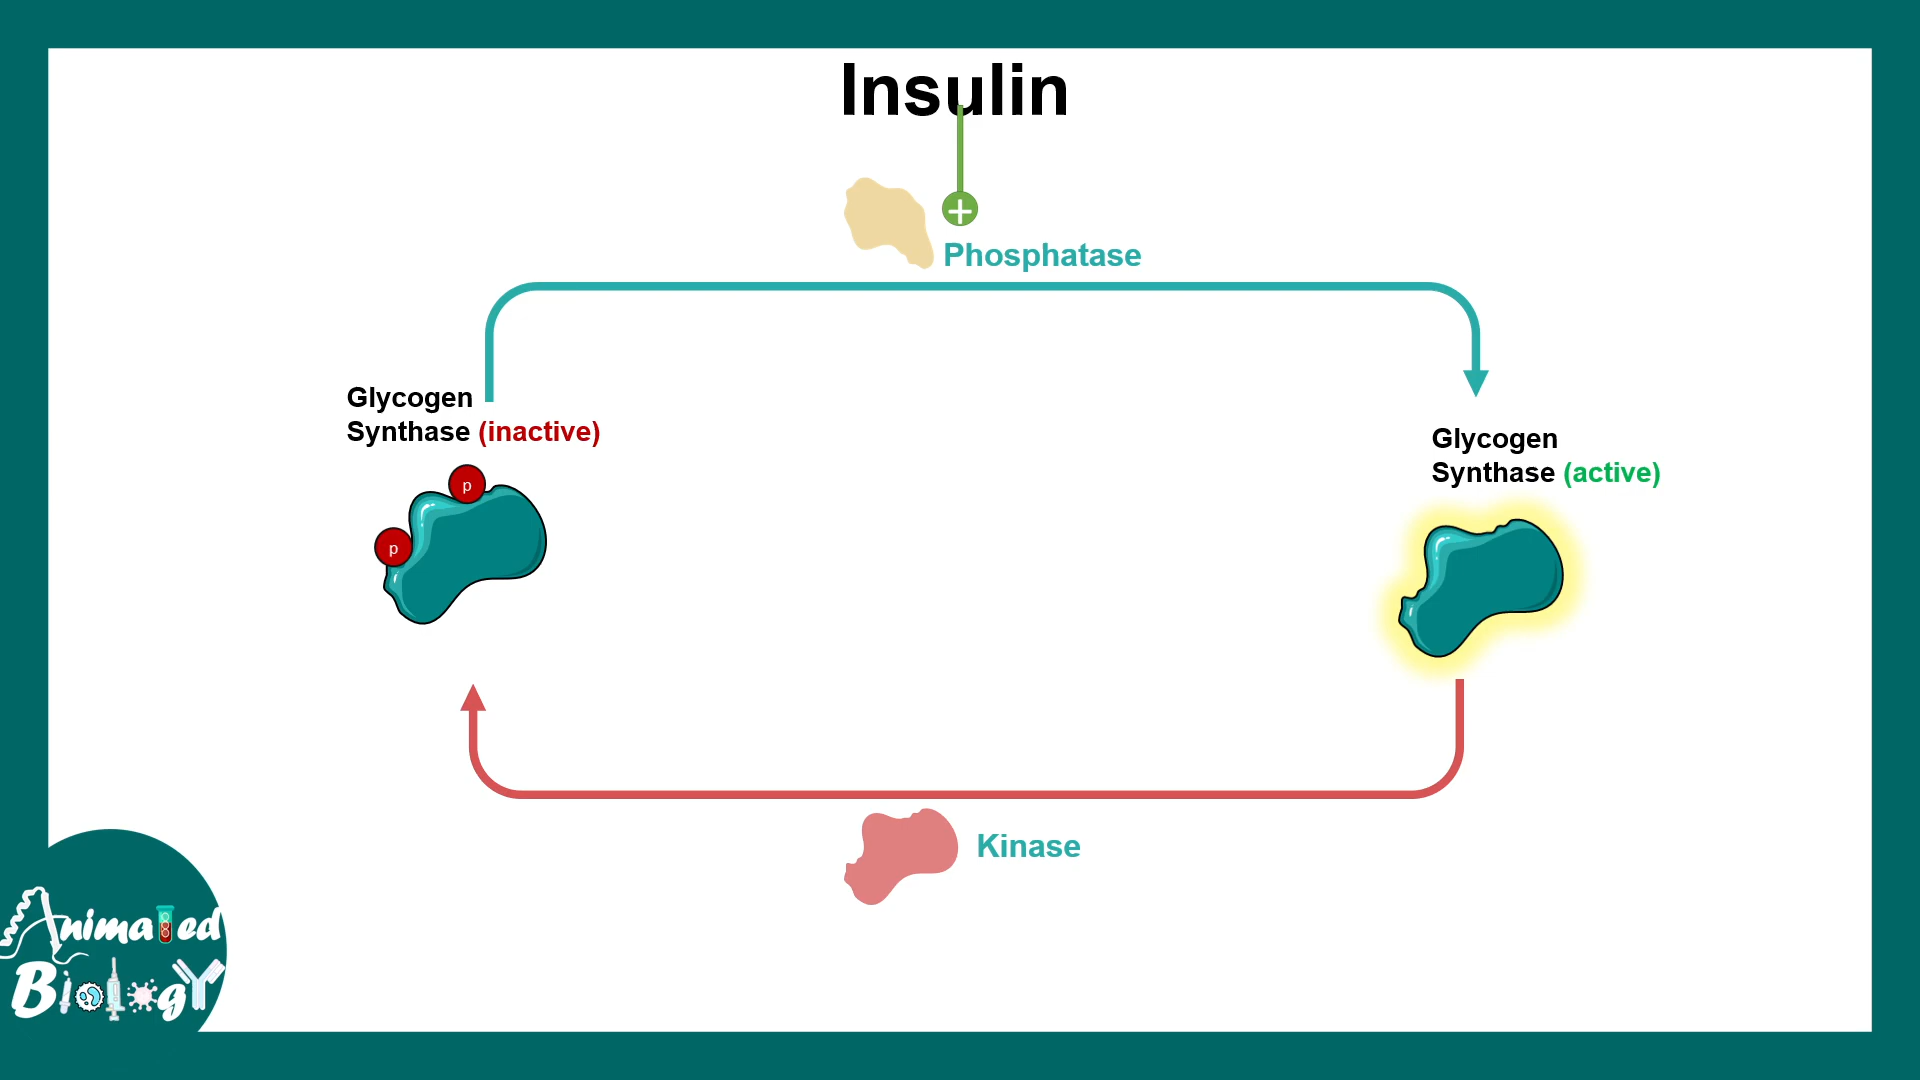 Insulin
Phosphatase
Glycogen
Synthase (inactive)
p
p
Glycogen
Synthase (active)
Kinase
Animated
Biology